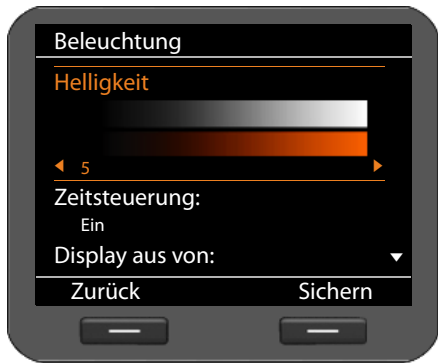 Beleuchtung
Helligkeit
5
Zeitsteuerung:
Ein
Display aus von:
Zurück Sichern